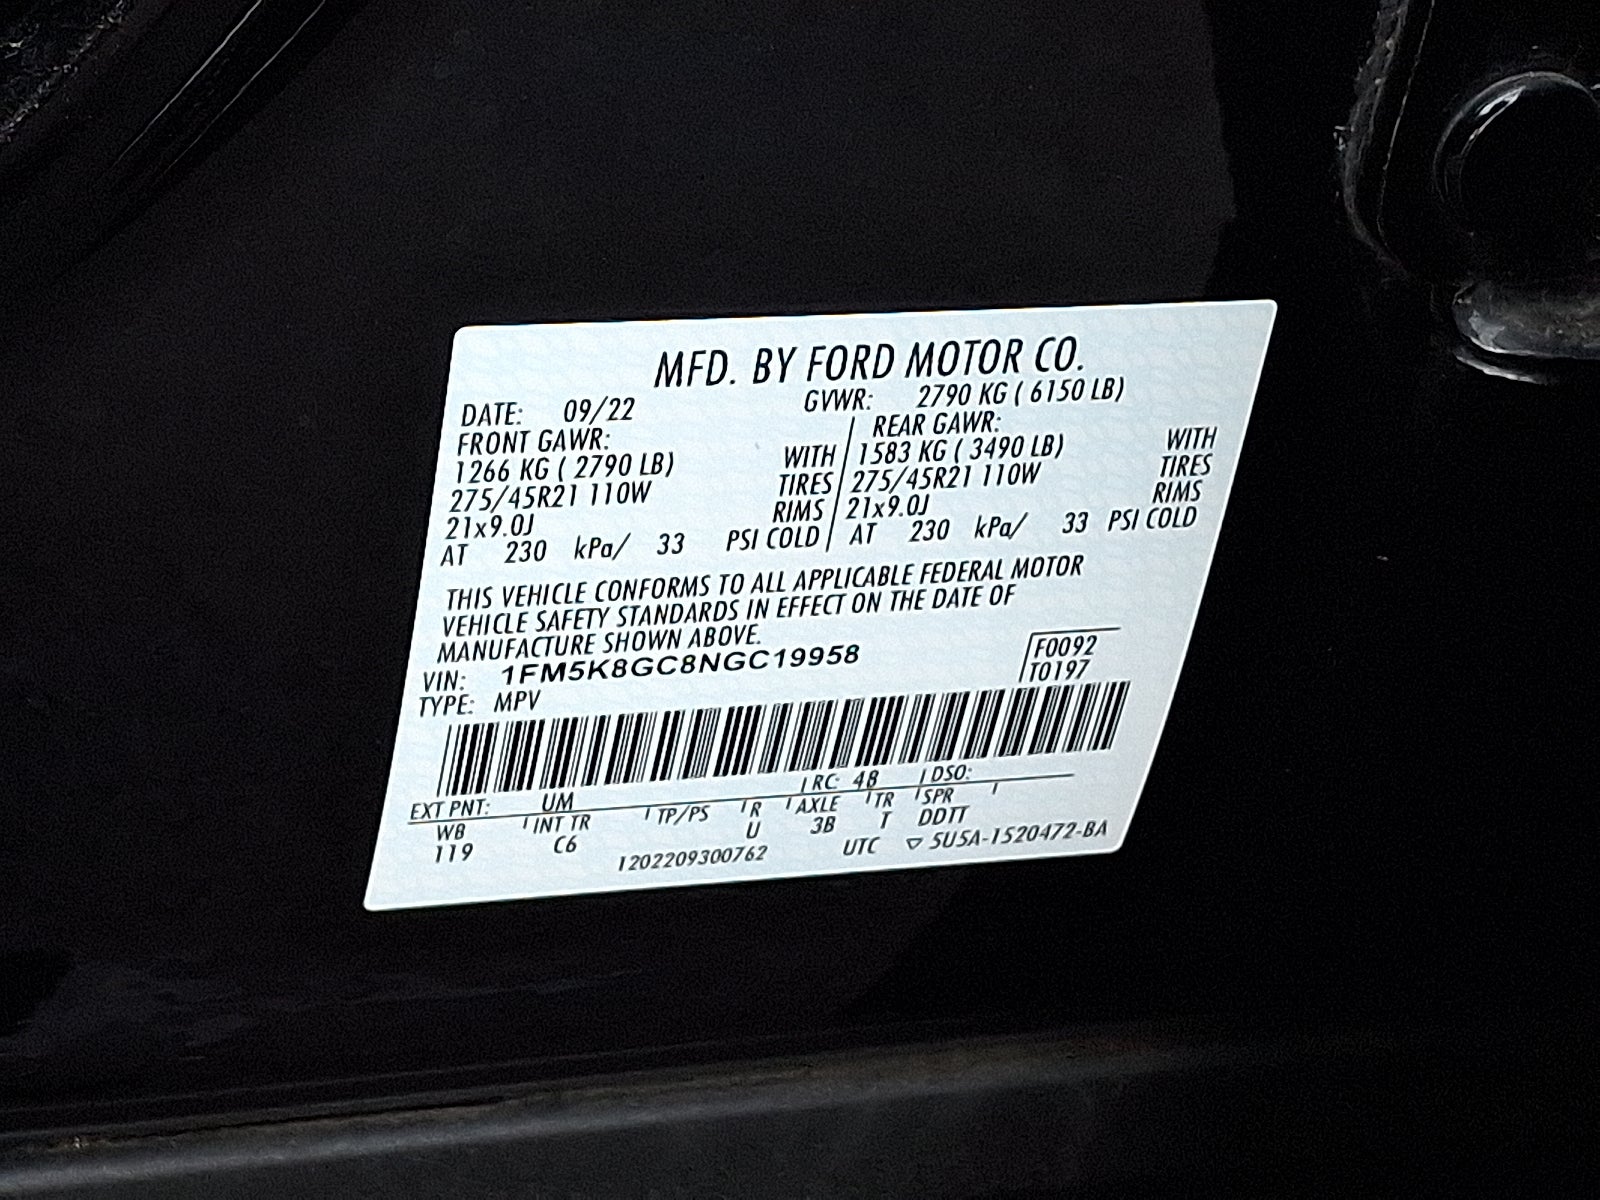 MFD. BY FORD MOTOR CO.
DATE: 09/22 GVWR: 2790 KG ( 6150 LB)
FRONT GAWR: REAR GAWR:
1266 KG ( 2790 LB) WITH 1583 KG ( 3490 LB) WITH
275/45R21 110W TIRES 275/45R21 110W TIRES
21x9.0J RIMS 21x9.0J RIMS
AT 230 kPa/ 33 PSI COLD AT 230 kPa/ 33 PSI COLD
THIS VEHICLE CONFORMS TO ALL APPLICABLE FEDERAL MOTOR
VEHICLE SAFETY STANDARDS IN EFFECT ON THE DATE OF
MANUFACTURE SHOWN ABOVE.
VIN: 1FM5K8GC8NGC19958 F0092
TYPE: MPV T0197
EXT PNT: UM RC: 48 DSO:
WB INT TR TP/PS R AXLE TR SPR
119 C6 U 3B T DDTT
1202209300762 UTC ▽ 5U5A-1520472-BA